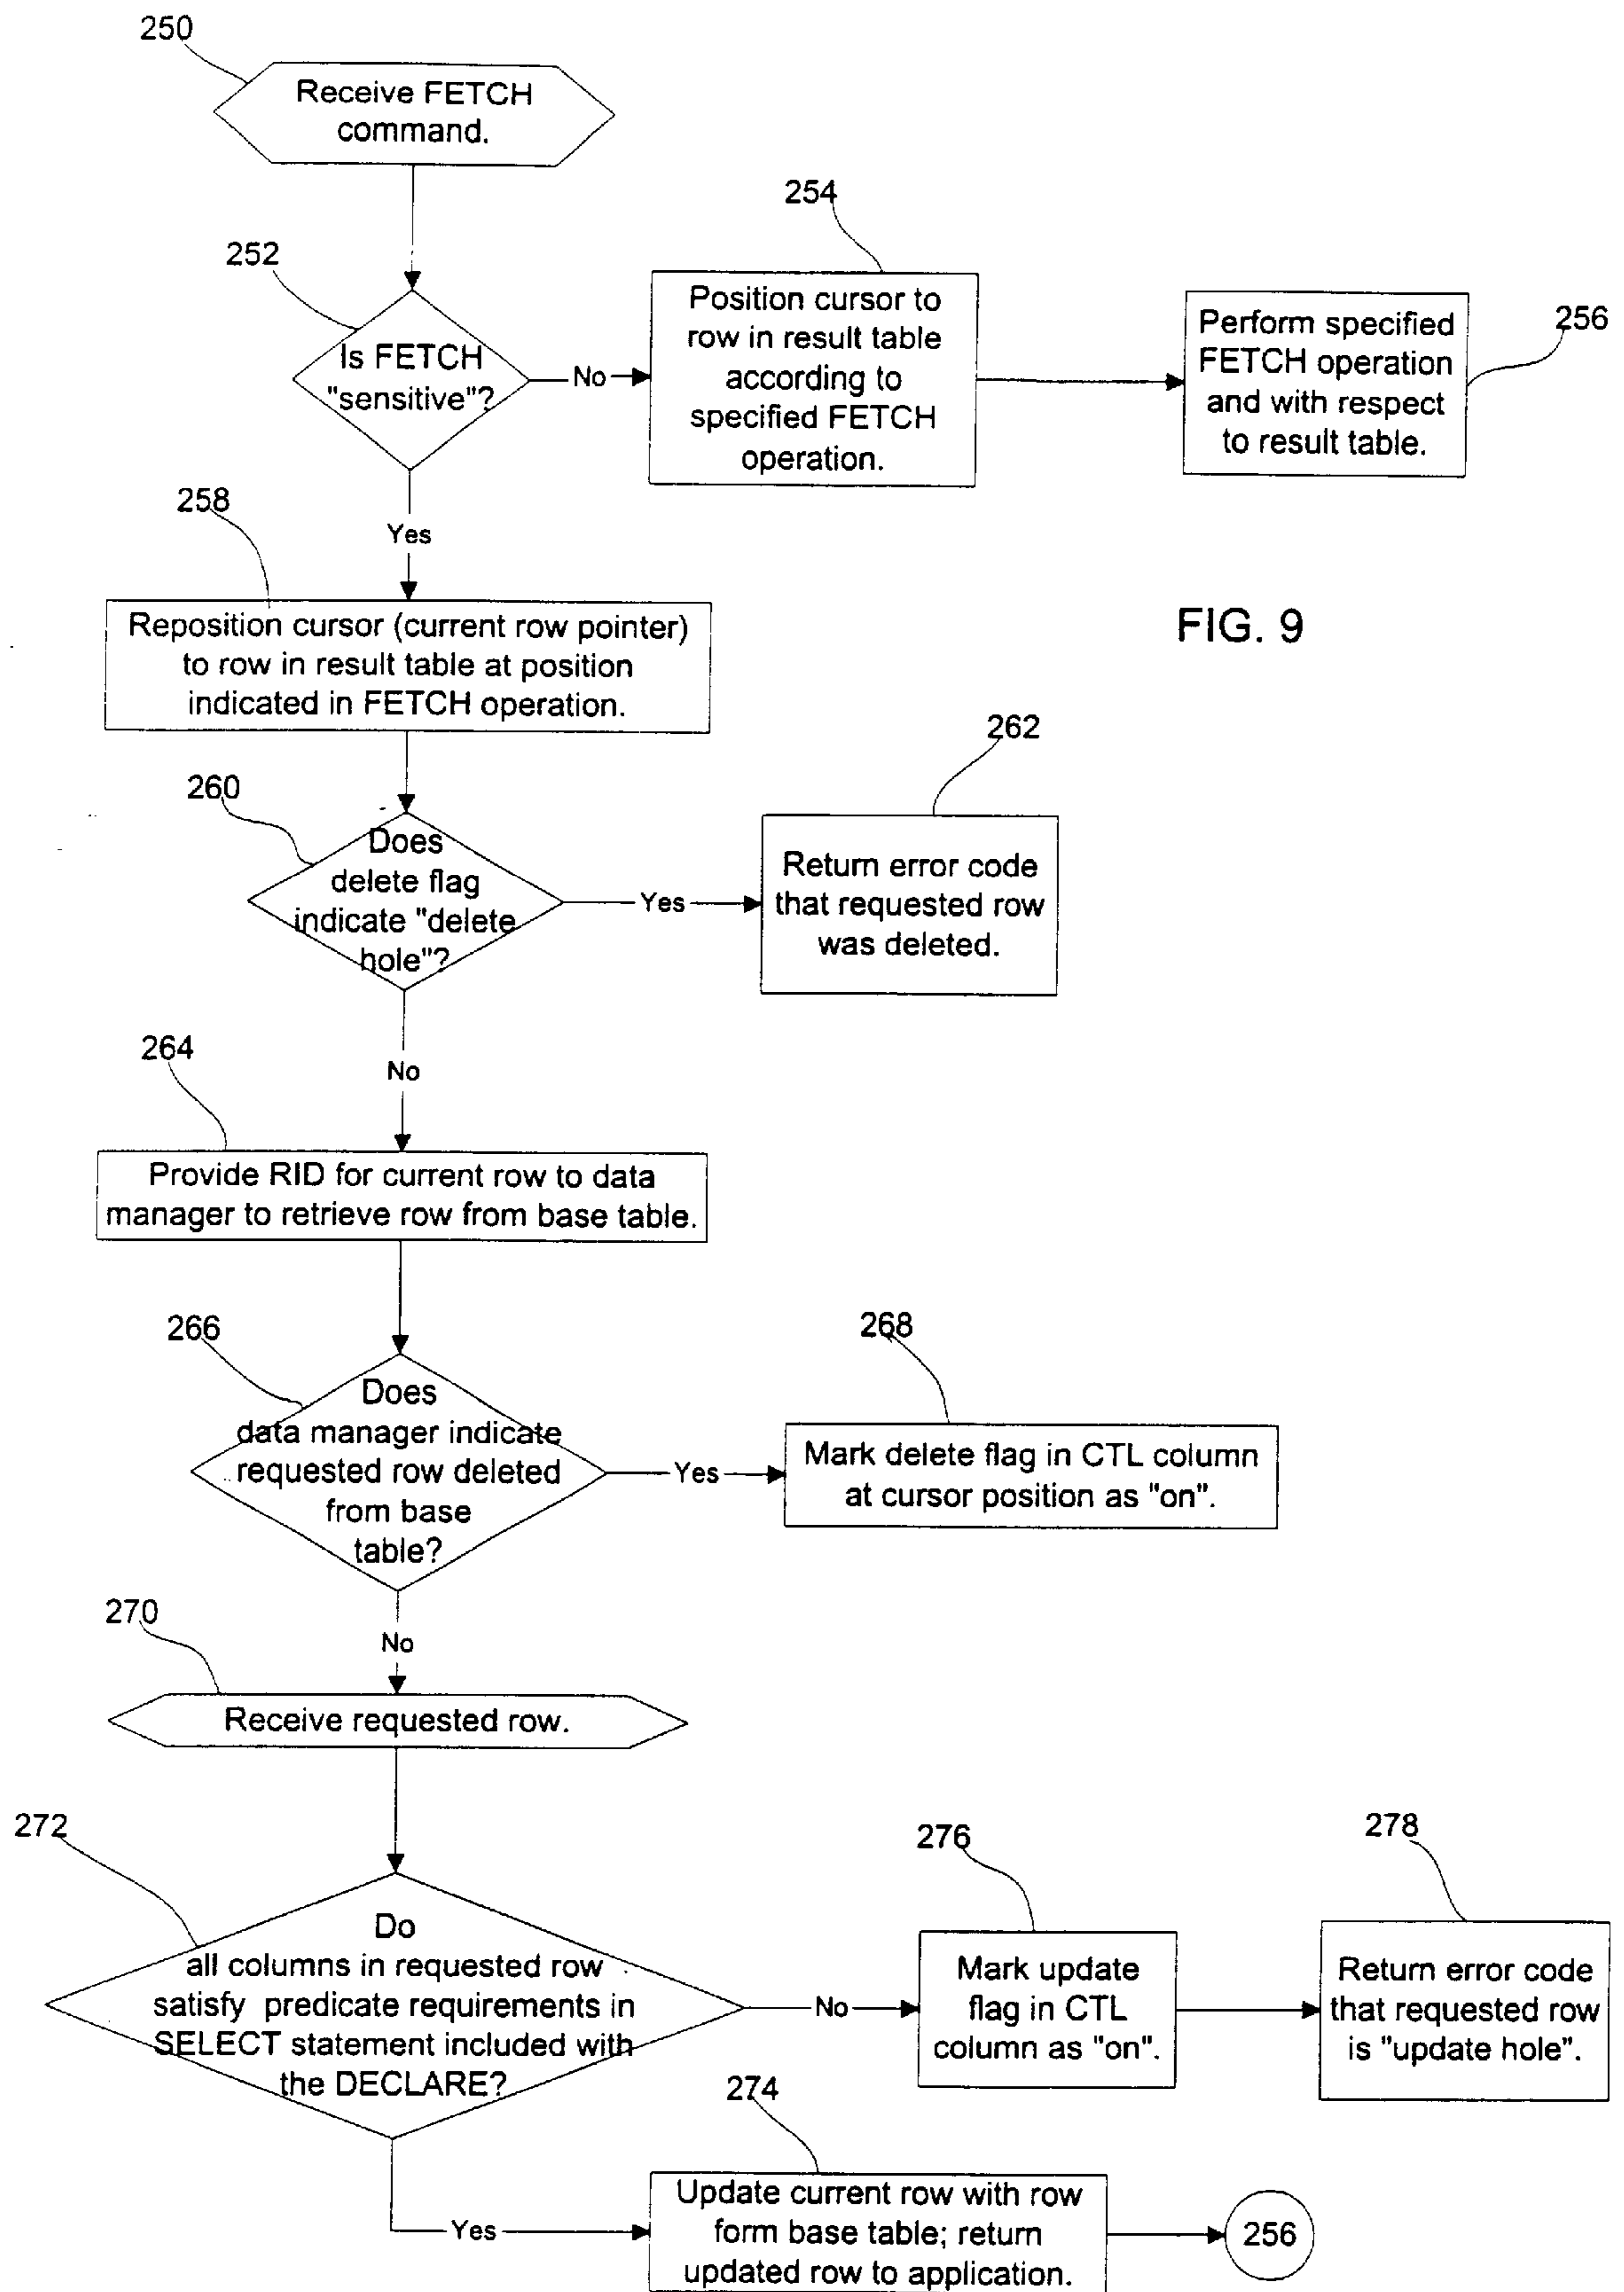 250
Receive FETCH
command.
252
Is FETCH
"sensitive"?
No
254
Position cursor to
row in result table
according to
specified FETCH
operation.
256
Perform specified
FETCH operation
and with respect
to result table.
Yes
258
Reposition cursor (current row pointer)
to row in result table at position
indicated in FETCH operation.
FIG. 9
260
Does
delete flag
indicate "delete
hole"?
Yes
262
Return error code
that requested row
was deleted.
No
264
Provide RID for current row to data
manager to retrieve row from base table.
266
Does
data manager indicate
requested row deleted
from base
table?
Yes
268
Mark delete flag in CTL column
at cursor position as "on".
No
270
Receive requested row.
272
Do
all columns in requested row
satisfy predicate requirements in
SELECT statement included with
the DECLARE?
No
276
Mark update
flag in CTL
column as "on".
278
Return error code
that requested row
is "update hole".
Yes
274
Update current row with row
form base table; return
updated row to application.
256